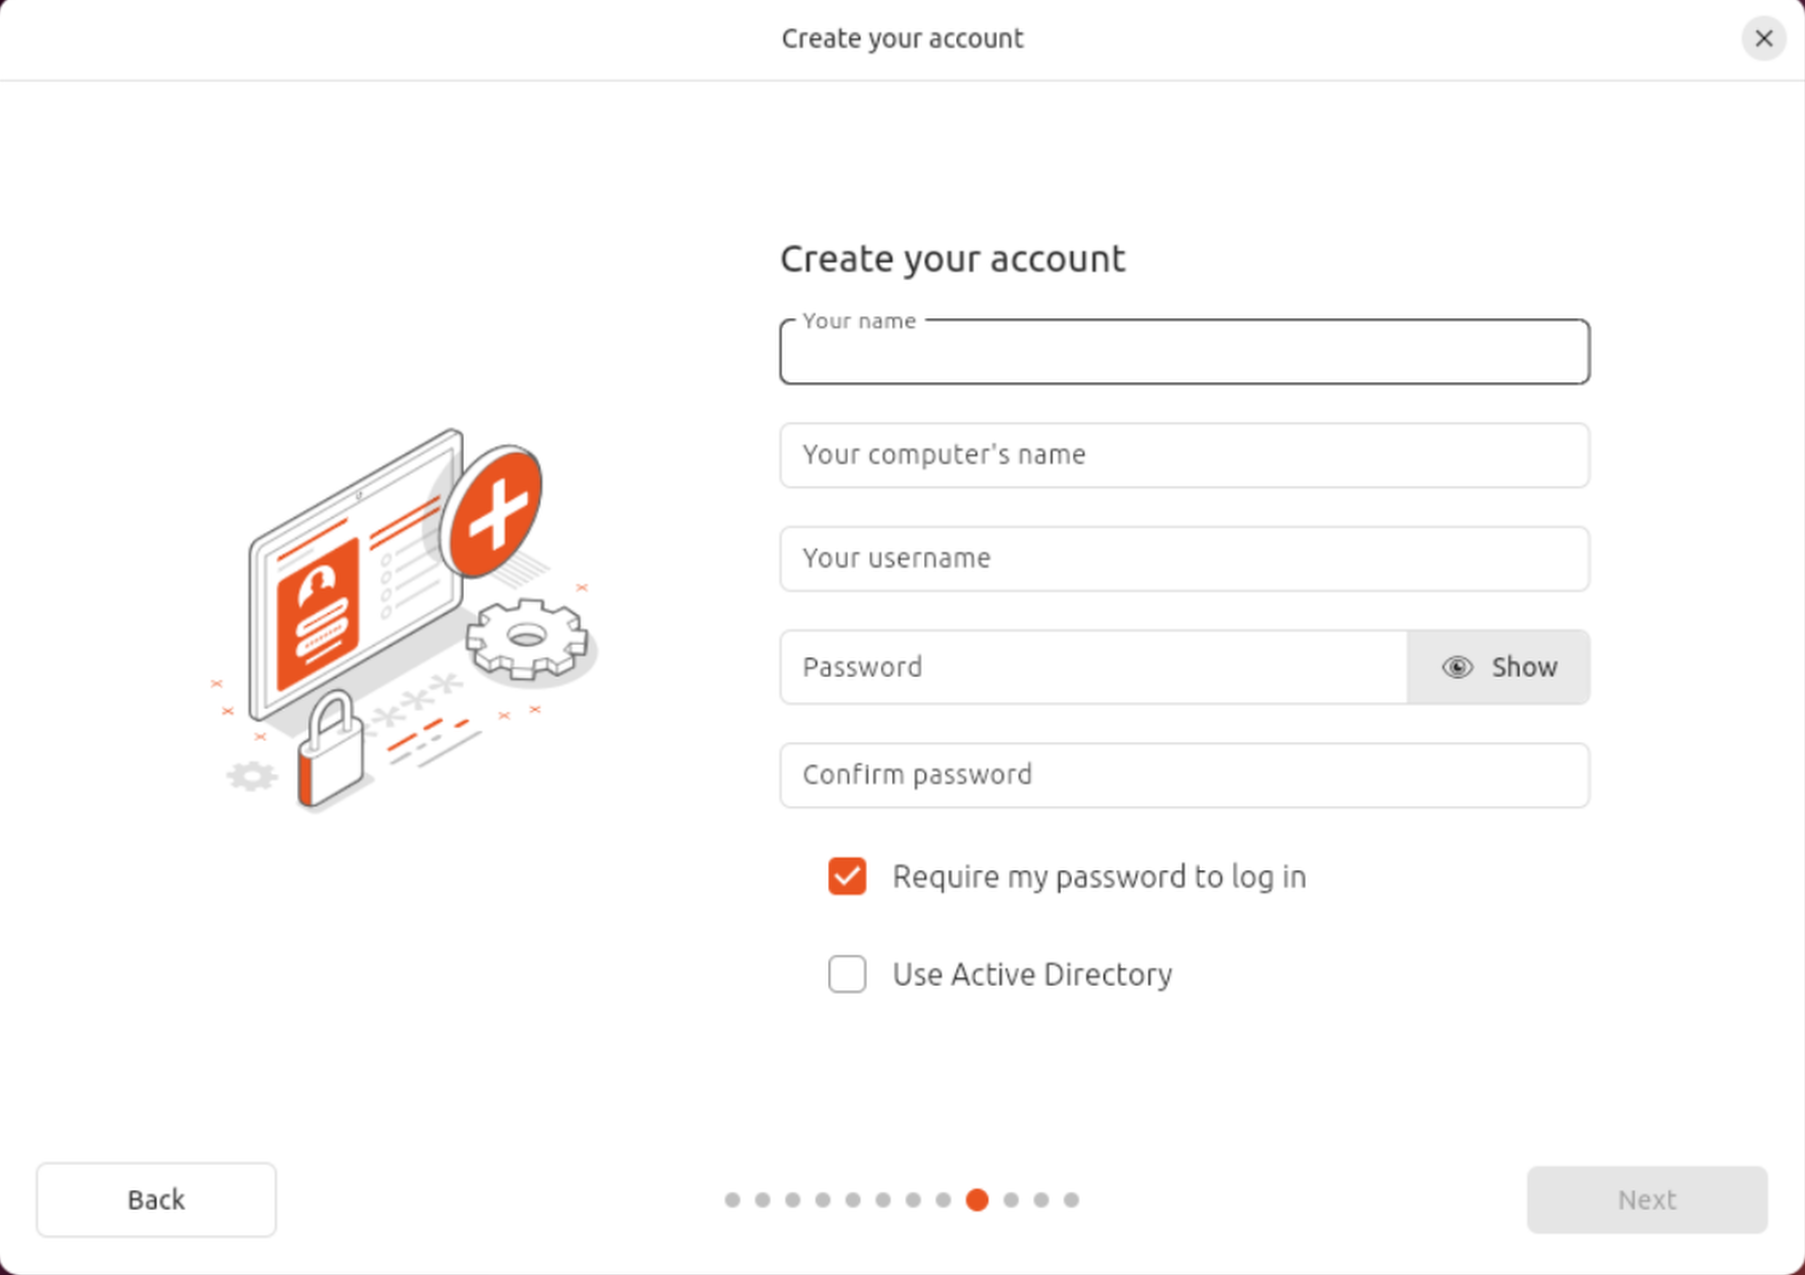 Create your account
Create your account
Your name
Your computer's name
Your username
Password
Show
Confirm password
Require my password to log in
Use Active Directory
Back
Next